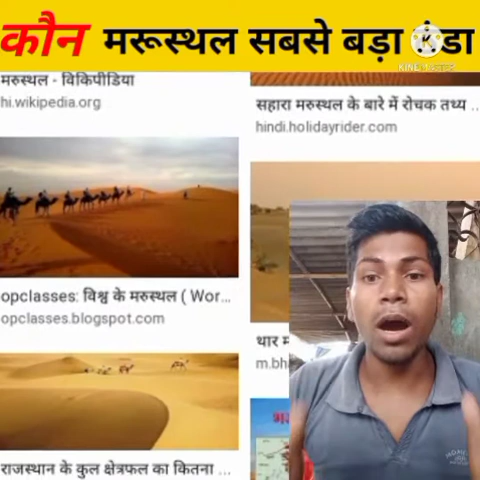 कौन मरूस्थल सबसे बड़ा
मरुस्थल - विकिपीडिया
hi.wikipedia.org
सहारा मरुस्थल के बारे में रोचक तथ्य ...
hindi.holidayrider.com
opclasses: विश्व के मरुस्थल ( Wor...
opclasses.blogspot.com
थार
राजस्थान के कुल क्षेत्रफल का कितना ...